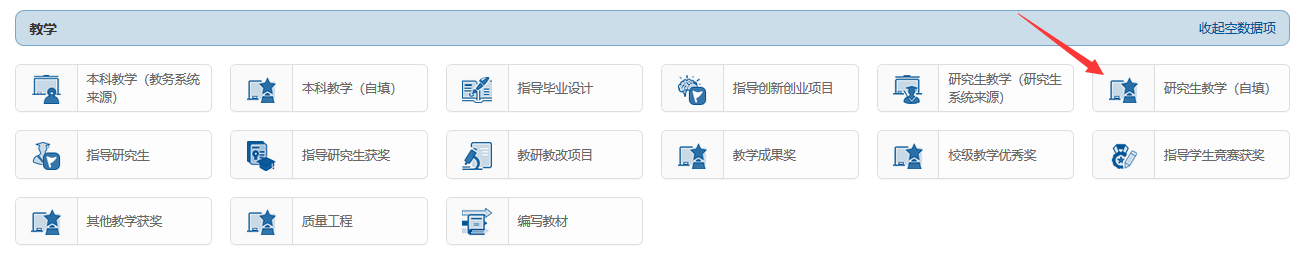 教学
收起空数据项
本科教学（教务系统
来源）
本科教学（自填）
指导毕业设计
指导创新创业项目
研究生教学（研究生
系统来源）
研究生教学（自填）
指导研究生
指导研究生获奖
教研教改项目
教学成果奖
校级教学优秀奖
指导学生竞赛获奖
其他教学获奖
质量工程
编写教材